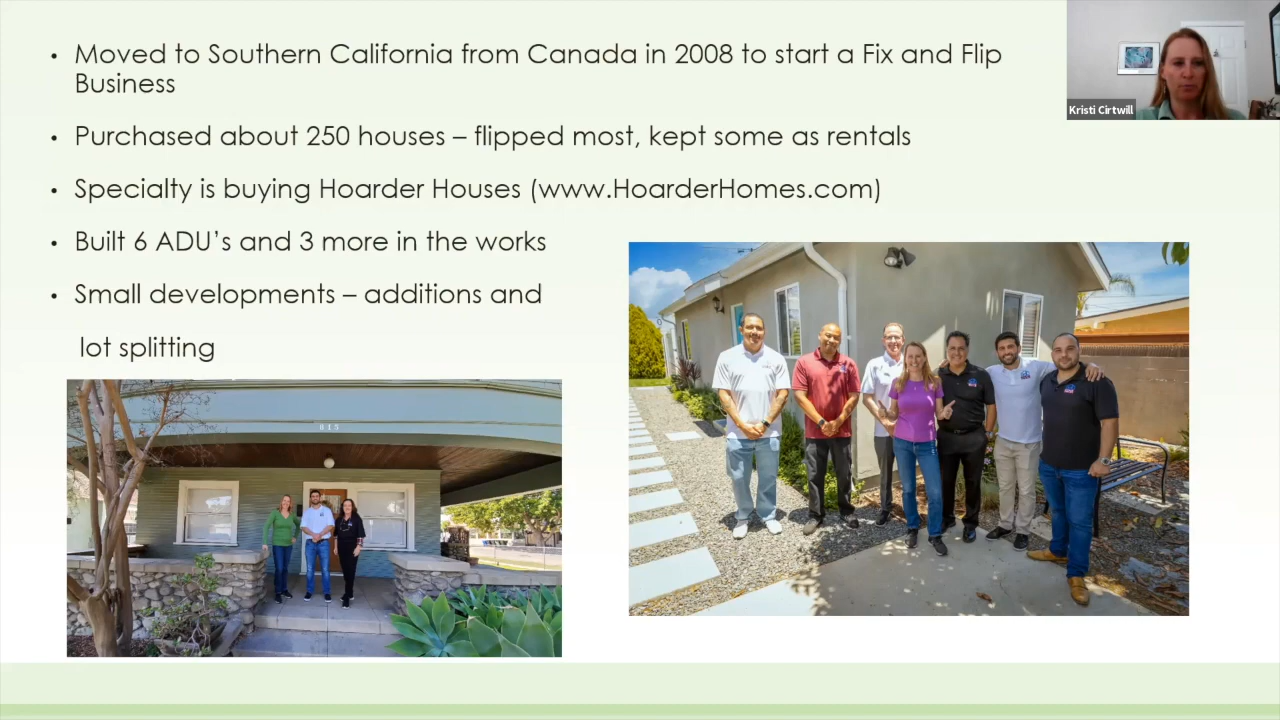 • Moved to Southern California from Canada in 2008 to start a Fix and Flip
Business
• Purchased about 250 houses – flipped most, kept some as rentals
• Specialty is buying Hoarder Houses (www.HoarderHomes.com)
• Built 6 ADU’s and 3 more in the works
• Small developments – additions and
lot splitting
Kristi Cirtwill